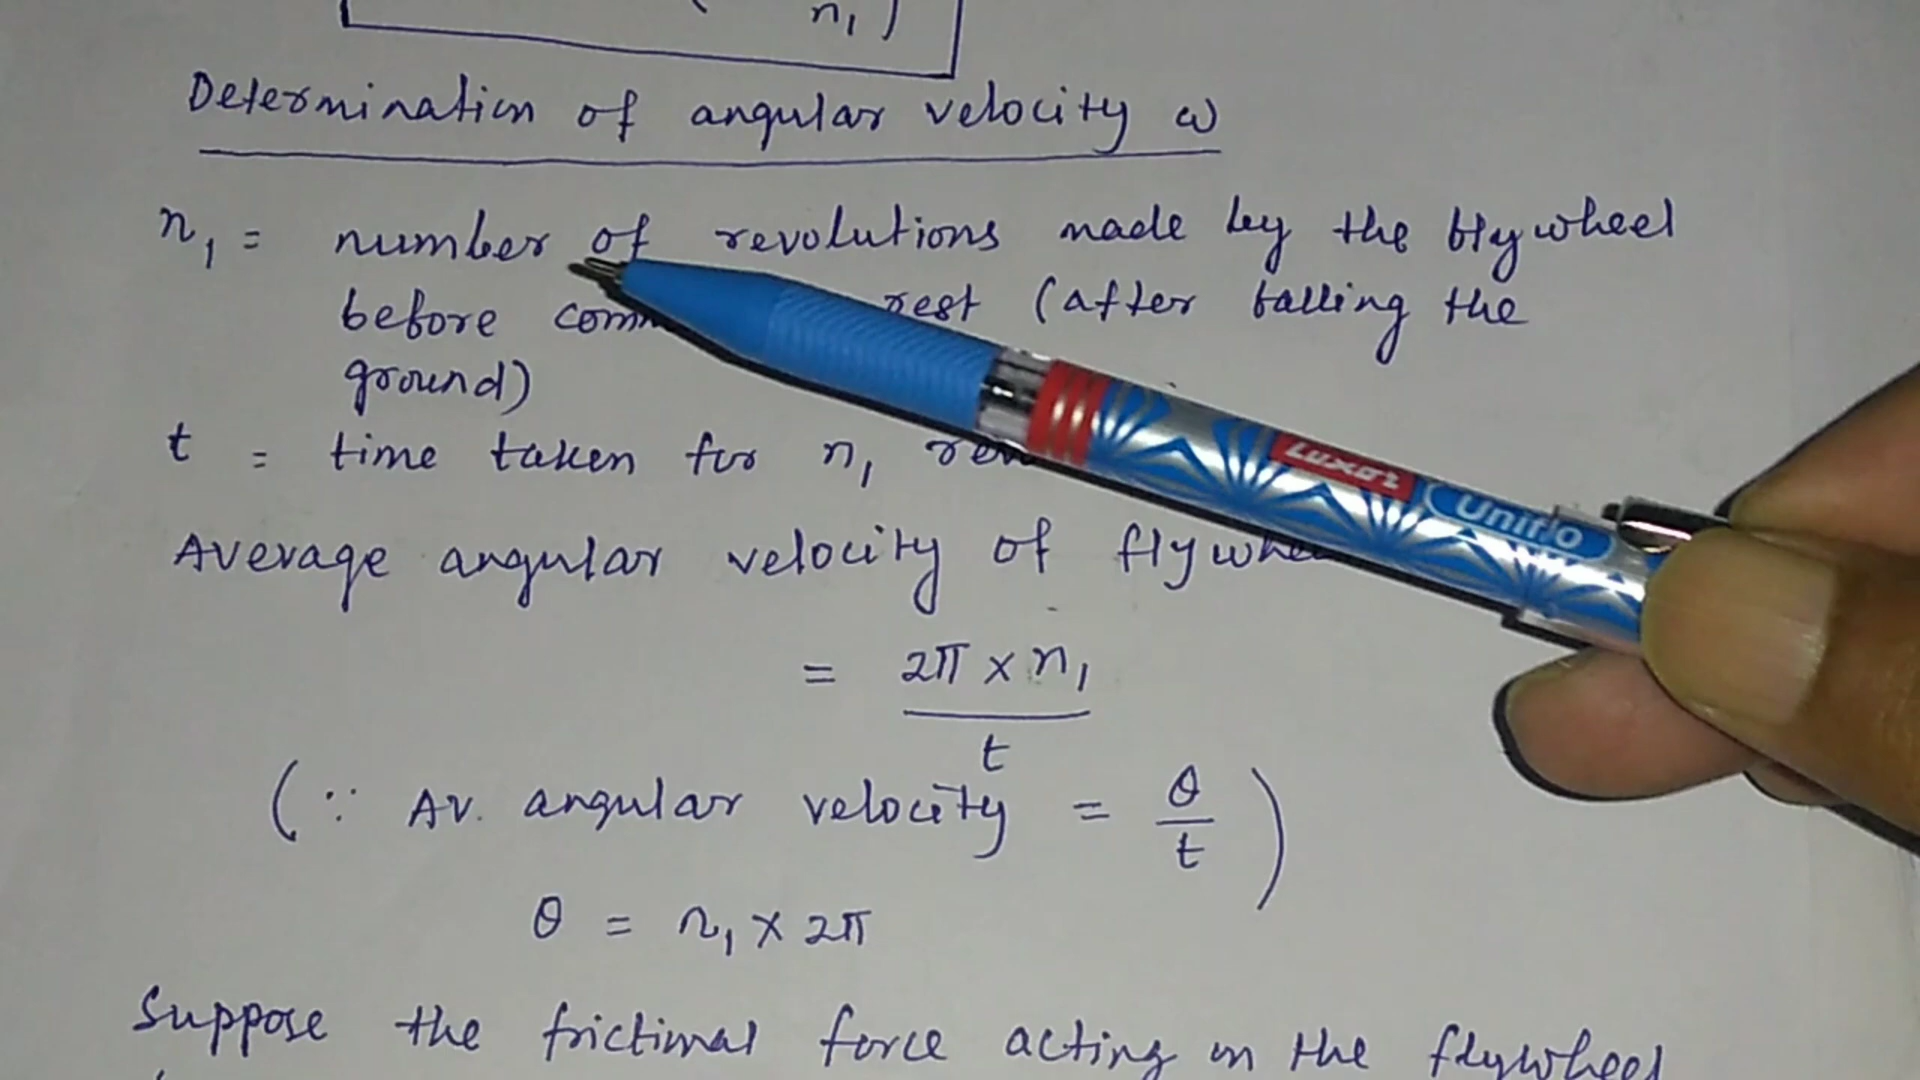 n₁)
Determination of angular velocity ω
n₁ = number of revolutions made by the flywheel
before rest (after falling the
ground)
t = time taken for n₁
Average angular velocity of
= 2π × n₁
t
(∵ Av. angular velocity = θ/t)
θ = n₁ × 2π
Suppose the frictional force acting on the flywheel
Luxor Uniflo